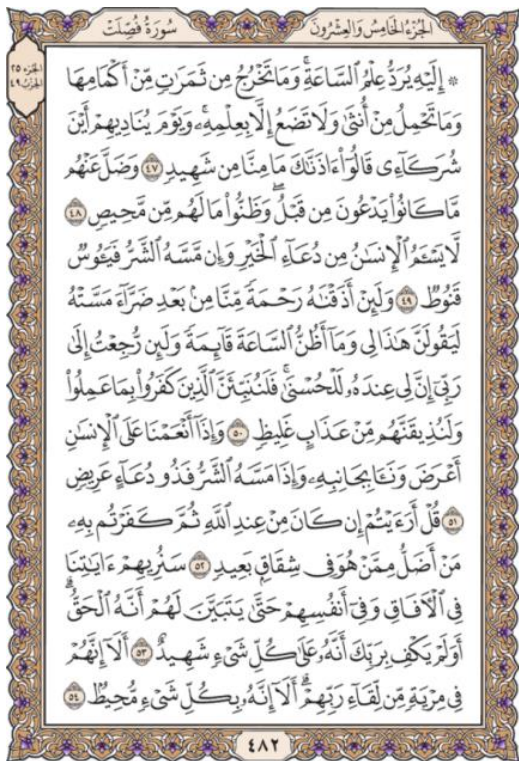 الجزء الخامس والعشرون
سورة فصلت
الجزء ٢٥
الحزب ٤٩
۞ إِلَيْهِ يُرَدُّ عِلْمُ ٱلسَّاعَةِۚ وَمَا تَخْرُجُ مِن ثَمَرَٰتٖ مِّنۡ أَكۡمَامِهَا
وَمَا تَحۡمِلُ مِنۡ أُنثَىٰ وَلَا تَضَعُ إِلَّا بِعِلۡمِهِۦۚ وَيَوۡمَ يُنَادِيهِمۡ أَيۡنَ
شُرَكَآءِي قَالُوٓاْ ءَاذَنَّٰكَ مَا مِنَّا مِن شَهِيدٖ ٤٧ وَضَلَّ عَنۡهُم
مَّا كَانُواْ يَدۡعُونَ مِن قَبۡلُۖ وَظَنُّواْ مَا لَهُم مِّن مَّحِيصٖ ٤٨
لَّا يَسۡـَٔمُ ٱلۡإِنسَٰنُ مِن دُعَآءِ ٱلۡخَيۡرِ وَإِن مَّسَّهُ ٱلشَّرُّ فَيَـُٔوسٞ
قَنُوطٞ ٤٩ وَلَئِنۡ أَذَقۡنَٰهُ رَحۡمَةٗ مِّنَّا مِنۢ بَعۡدِ ضَرَّآءَ مَسَّتۡهُ
لَيَقُولَنَّ هَٰذَا لِي وَمَآ أَظُنُّ ٱلسَّاعَةَ قَآئِمَةٗ وَلَئِن رُّجِعۡتُ إِلَىٰ
رَبِّيٓ إِنَّ لِي عِندَهُۥ لَلۡحُسۡنَىٰۚ فَلَنُنَبِّئَنَّ ٱلَّذِينَ كَفَرُواْ بِمَا عَمِلُواْ
وَلَنُذِيقَنَّهُم مِّنۡ عَذَابٍ غَلِيظٖ ٥٠ وَإِذَآ أَنۡعَمۡنَا عَلَى ٱلۡإِنسَٰنِ
أَعۡرَضَ وَنَـَٔا بِجَانِبِهِۦ وَإِذَا مَسَّهُ ٱلشَّرُّ فَذُو دُعَآءٍ عَرِيضٖ
٥١ قُلۡ أَرَءَيۡتُمۡ إِن كَانَ مِنۡ عِندِ ٱللَّهِ ثُمَّ كَفَرۡتُم بِهِۦ
مَنۡ أَضَلُّ مِمَّنۡ هُوَ فِي شِقَاقِۭ بَعِيدٖ ٥٢ سَنُرِيهِمۡ ءَايَٰتِنَا
فِي ٱلۡأٓفَاقِ وَفِيٓ أَنفُسِهِمۡ حَتَّىٰ يَتَبَيَّنَ لَهُمۡ أَنَّهُ ٱلۡحَقُّۗ
أَوَلَمۡ يَكۡفِ بِرَبِّكَ أَنَّهُۥ عَلَىٰ كُلِّ شَيۡءٖ شَهِيدٌ ٥٣ أَلَآ إِنَّهُمۡ
فِي مِرۡيَةٖ مِّن لِّقَآءِ رَبِّهِمۡۗ أَلَآ إِنَّهُۥ بِكُلِّ شَيۡءٖ مُّحِيطُۢ ٥٤
٤٨٢